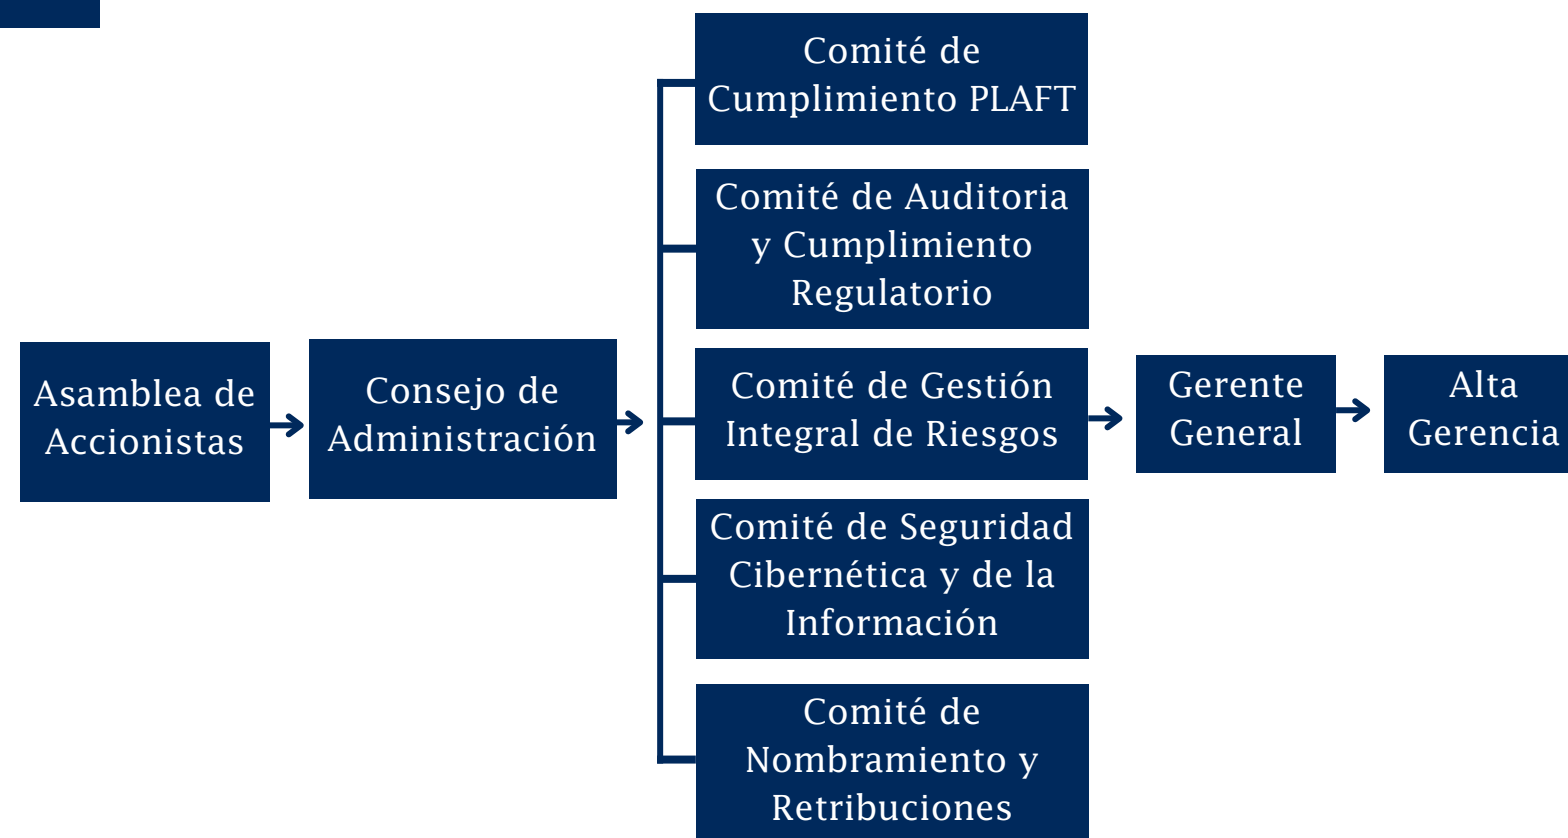 Comité de
Cumplimiento PLAFT
Comité de Auditoria
y Cumplimiento
Regulatorio
Asamblea de
Accionistas
Consejo de
Administración
Comité de Gestión
Integral de Riesgos
Gerente
General
Alta
Gerencia
Comité de Seguridad
Cibernética y de la
Información
Comité de
Nombramiento y
Retribuciones